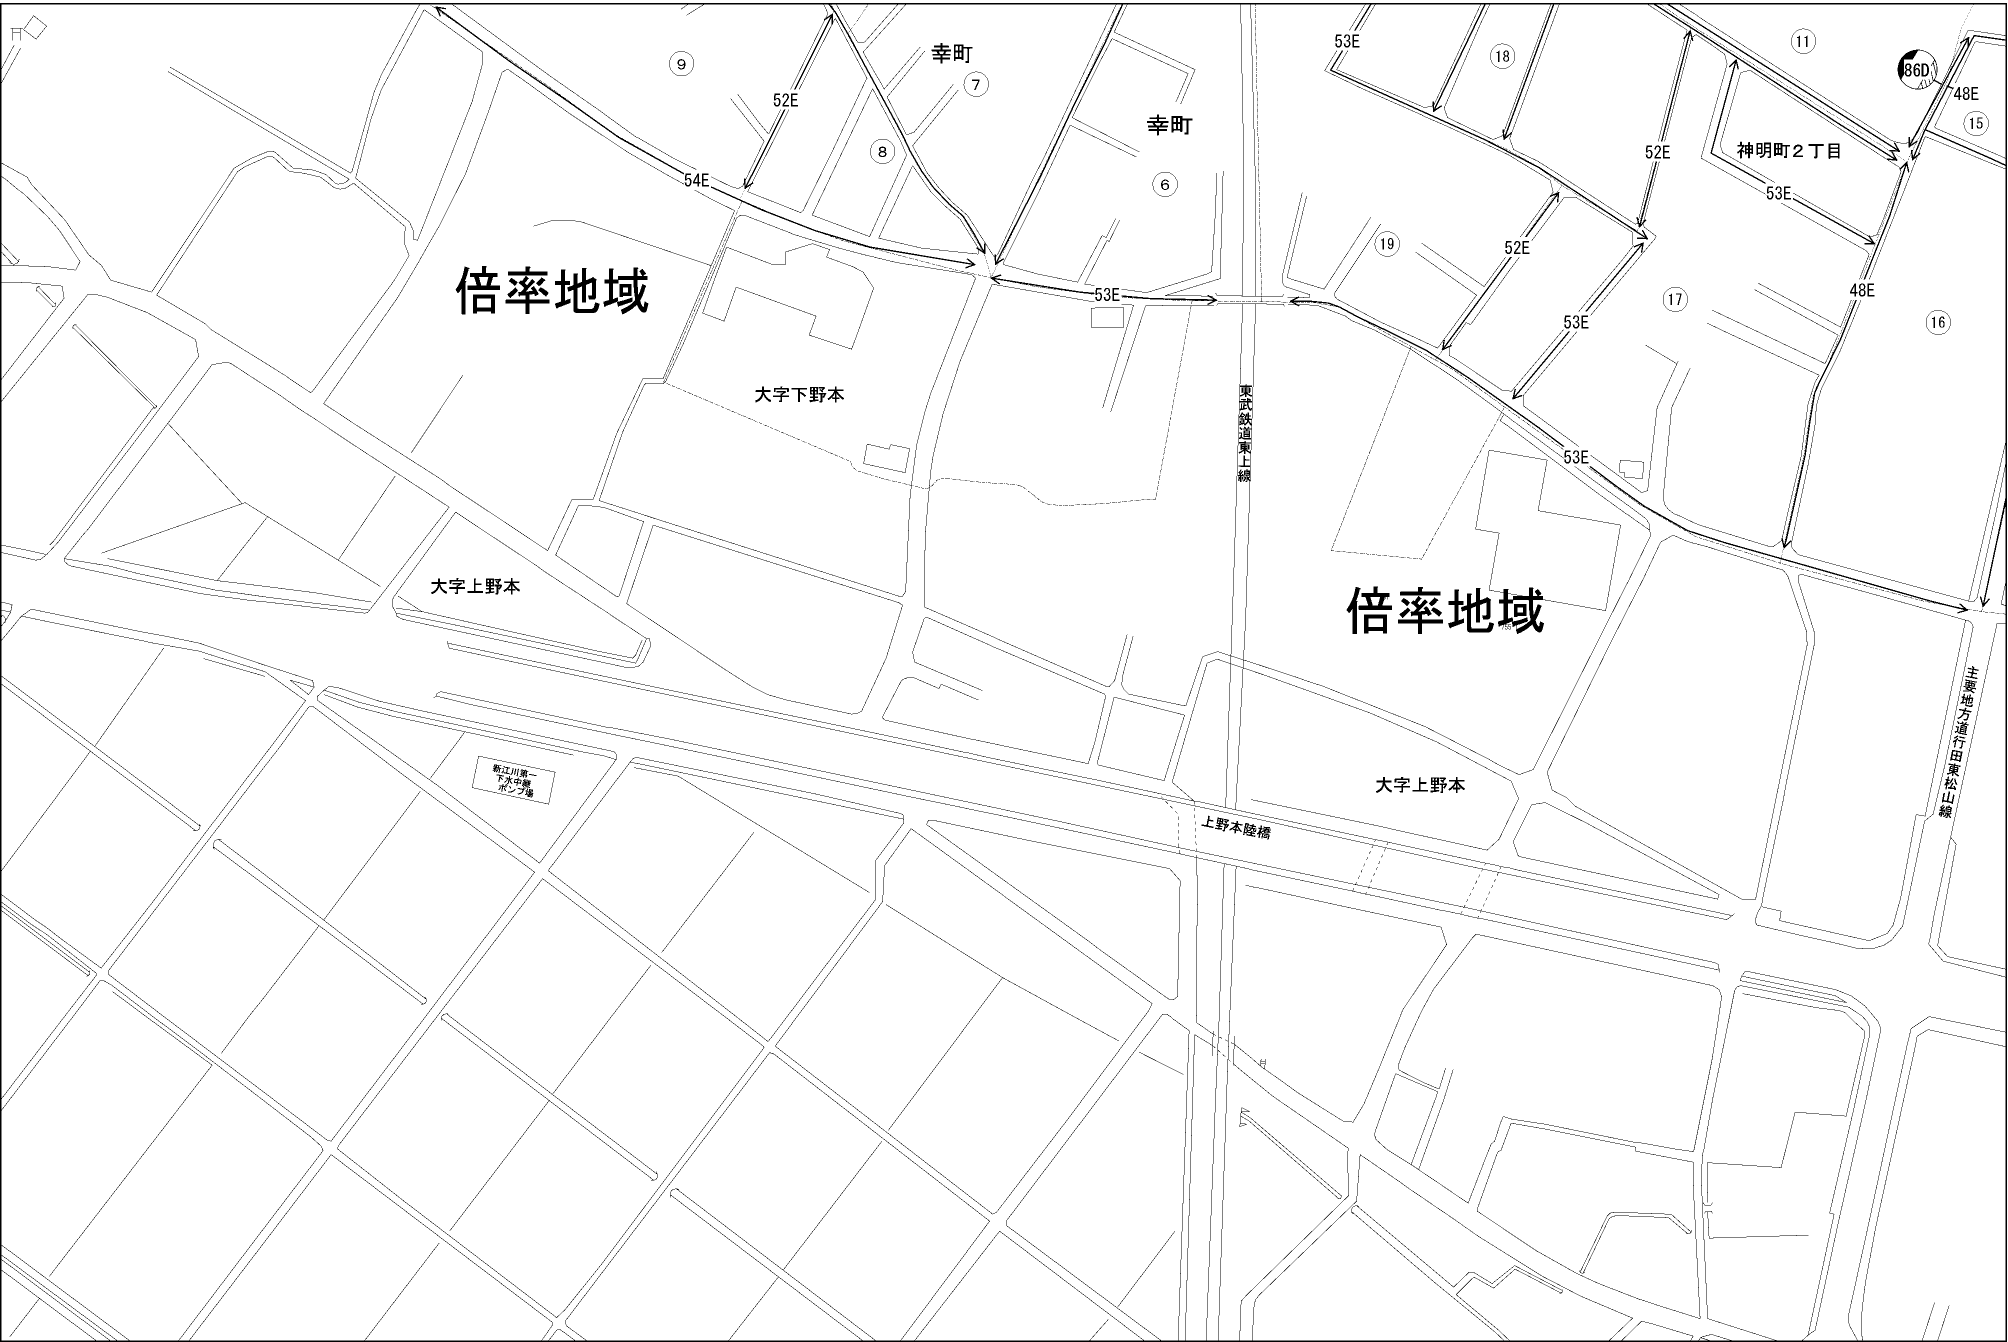 53E
18
11
86D
48E
15
幸町
9
7
52E
幸町
8
54E
6
52E
神明町2丁目
53E
19
52E
倍率地域
53E
17
48E
16
53E
大字下野本
東武鉄道東上線
53E
大字上野本
倍率地域
主要地方道行田東松山線
新江川第一
下水中継
ポンプ場
大字上野本
上野本陸橋